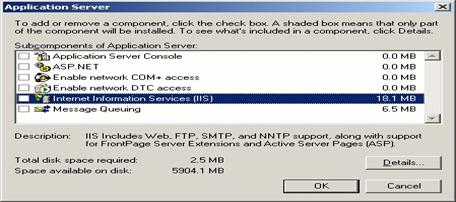 Application Server
To add or remove a component, click the check box. A shaded box means that only part
of the component will be installed. To see what's included in a component, click Details.
Subcomponents of Application Server:
Application Server Console 0.0 MB
ASP.NET 0.0 MB
Enable network COM+ access 0.0 MB
Enable network DTC access 0.0 MB
Internet Information Services (IIS) 18.1 MB
Message Queuing 6.5 MB
Description: IIS Includes Web, FTP, SMTP, and NNTP support, along with support
for FrontPage Server Extensions and Active Server Pages (ASP).
Total disk space required: 2.5 MB
Space available on disk: 5904.1 MB
Details...
OK Cancel